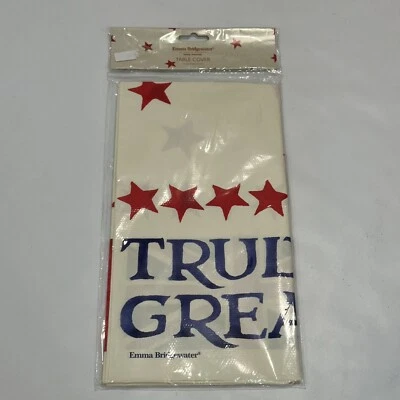 Emma Bridgewater
TABLE COVER
TRUL
GREA
Emma Bridgewater®